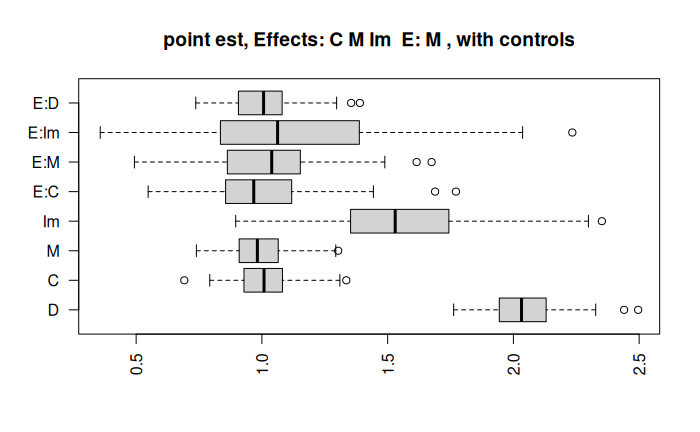 point est, Effects: C M Im  E: M , with controls
E:D
E:Im
E:M
E:C
Im
M
C
D
0.5 1.0 1.5 2.0 2.5